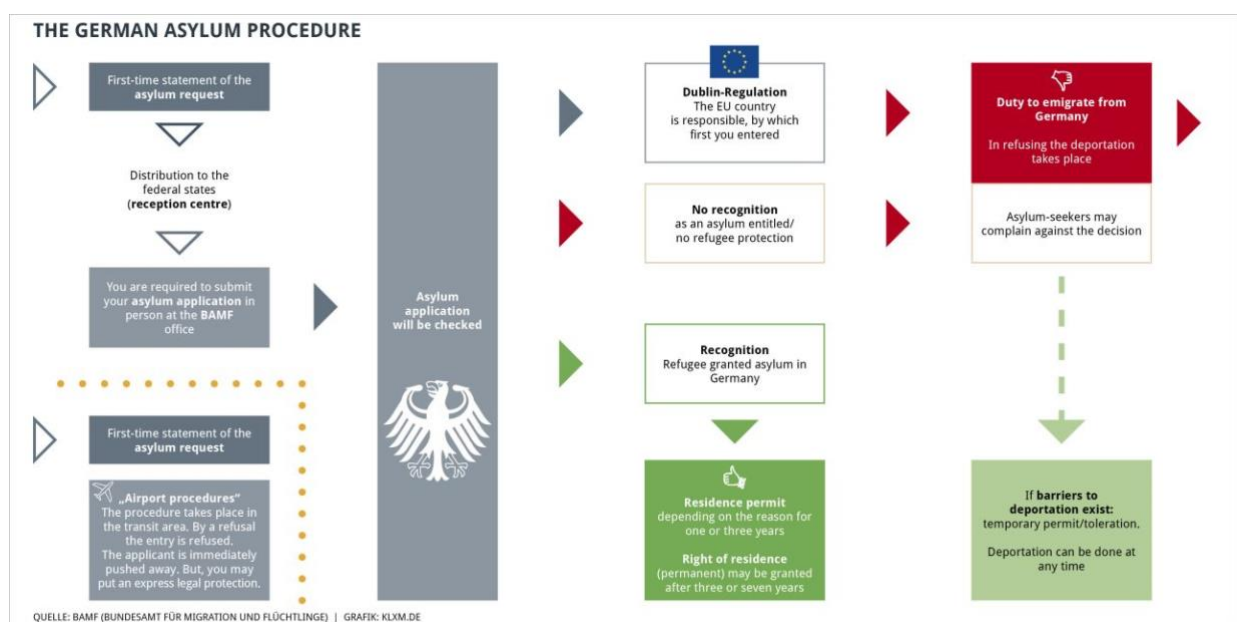 THE GERMAN ASYLUM PROCEDURE
First-time statement of the
asylum request
Distribution to the
federal states
(reception centre)
You are required to submit
your asylum application in
person at the BAMF
office
First-time statement of the
asylum request
„Airport procedures“
The procedure takes place in
the transit area. By a refusal
the entry is refused.
The applicant is immediately
pushed away. But, you may
put an express legal protection.
Asylum
application
will be checked
Dublin-Regulation
The EU country
is responsible, by which
first you entered
No recognition
as an asylum entitled/
no refugee protection
Recognition
Refugee granted asylum in
Germany
Residence permit
depending on the reason for
one or three years
Right of residence
(permanent) may be granted
after three or seven years
Duty to emigrate from
Germany
In refusing the deportation
takes place
Asylum-seekers may
complain against the decision
If barriers to
deportation exist:
temporary permit/toleration.
Deportation can be done at
any time
QUELLE: BAMF (BUNDESAMT FÜR MIGRATION UND FLÜCHTLINGE) | GRAFIK: KLXM.DE